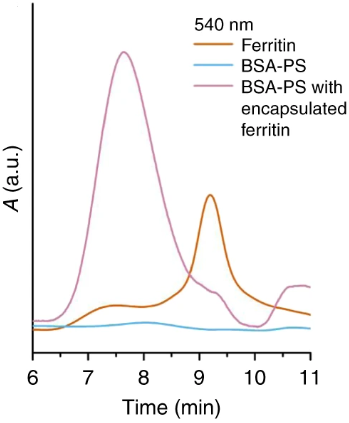 540 nm
Ferritin
BSA-PS
BSA-PS with
encapsulated
ferritin
A (a.u.)
6 7 8 9 10 11
Time (min)